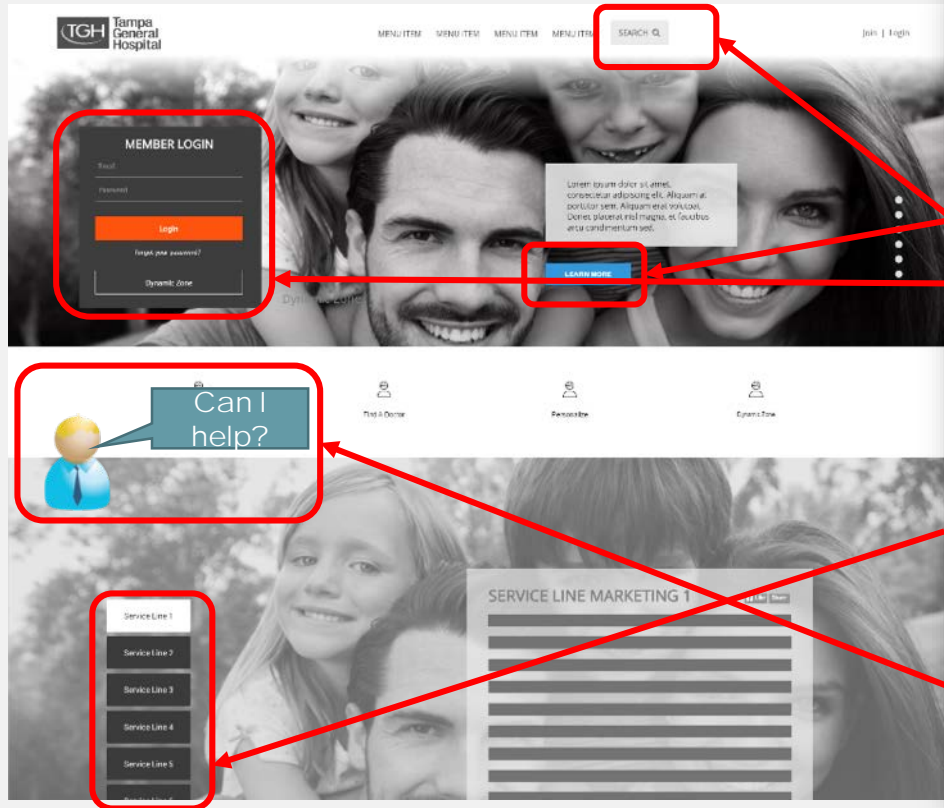 TGH Tampa
General
Hospital
MENU ITEM MENU ITEM MENU ITEM MENU ITEM SEARCH Join | Login
MEMBER LOGIN
Email
Password
Login
Forgot your password?
Dynamic Zone
Lorem ipsum dolor sit amet,
consectetur adipiscing elit. Aliquam at
porttitor sem. Aliquam erat volutpat.
Donec placerat nisl magna, et faucibus
arcu condimentum sed.
LEARN MORE
Dynamic Zone
Can I
help?
Find A Doctor Personalize Dynamic Zone
SERVICE LINE MARKETING 1
Like Share
Service Line 1
Service Line 2
Service Line 3
Service Line 4
Service Line 5